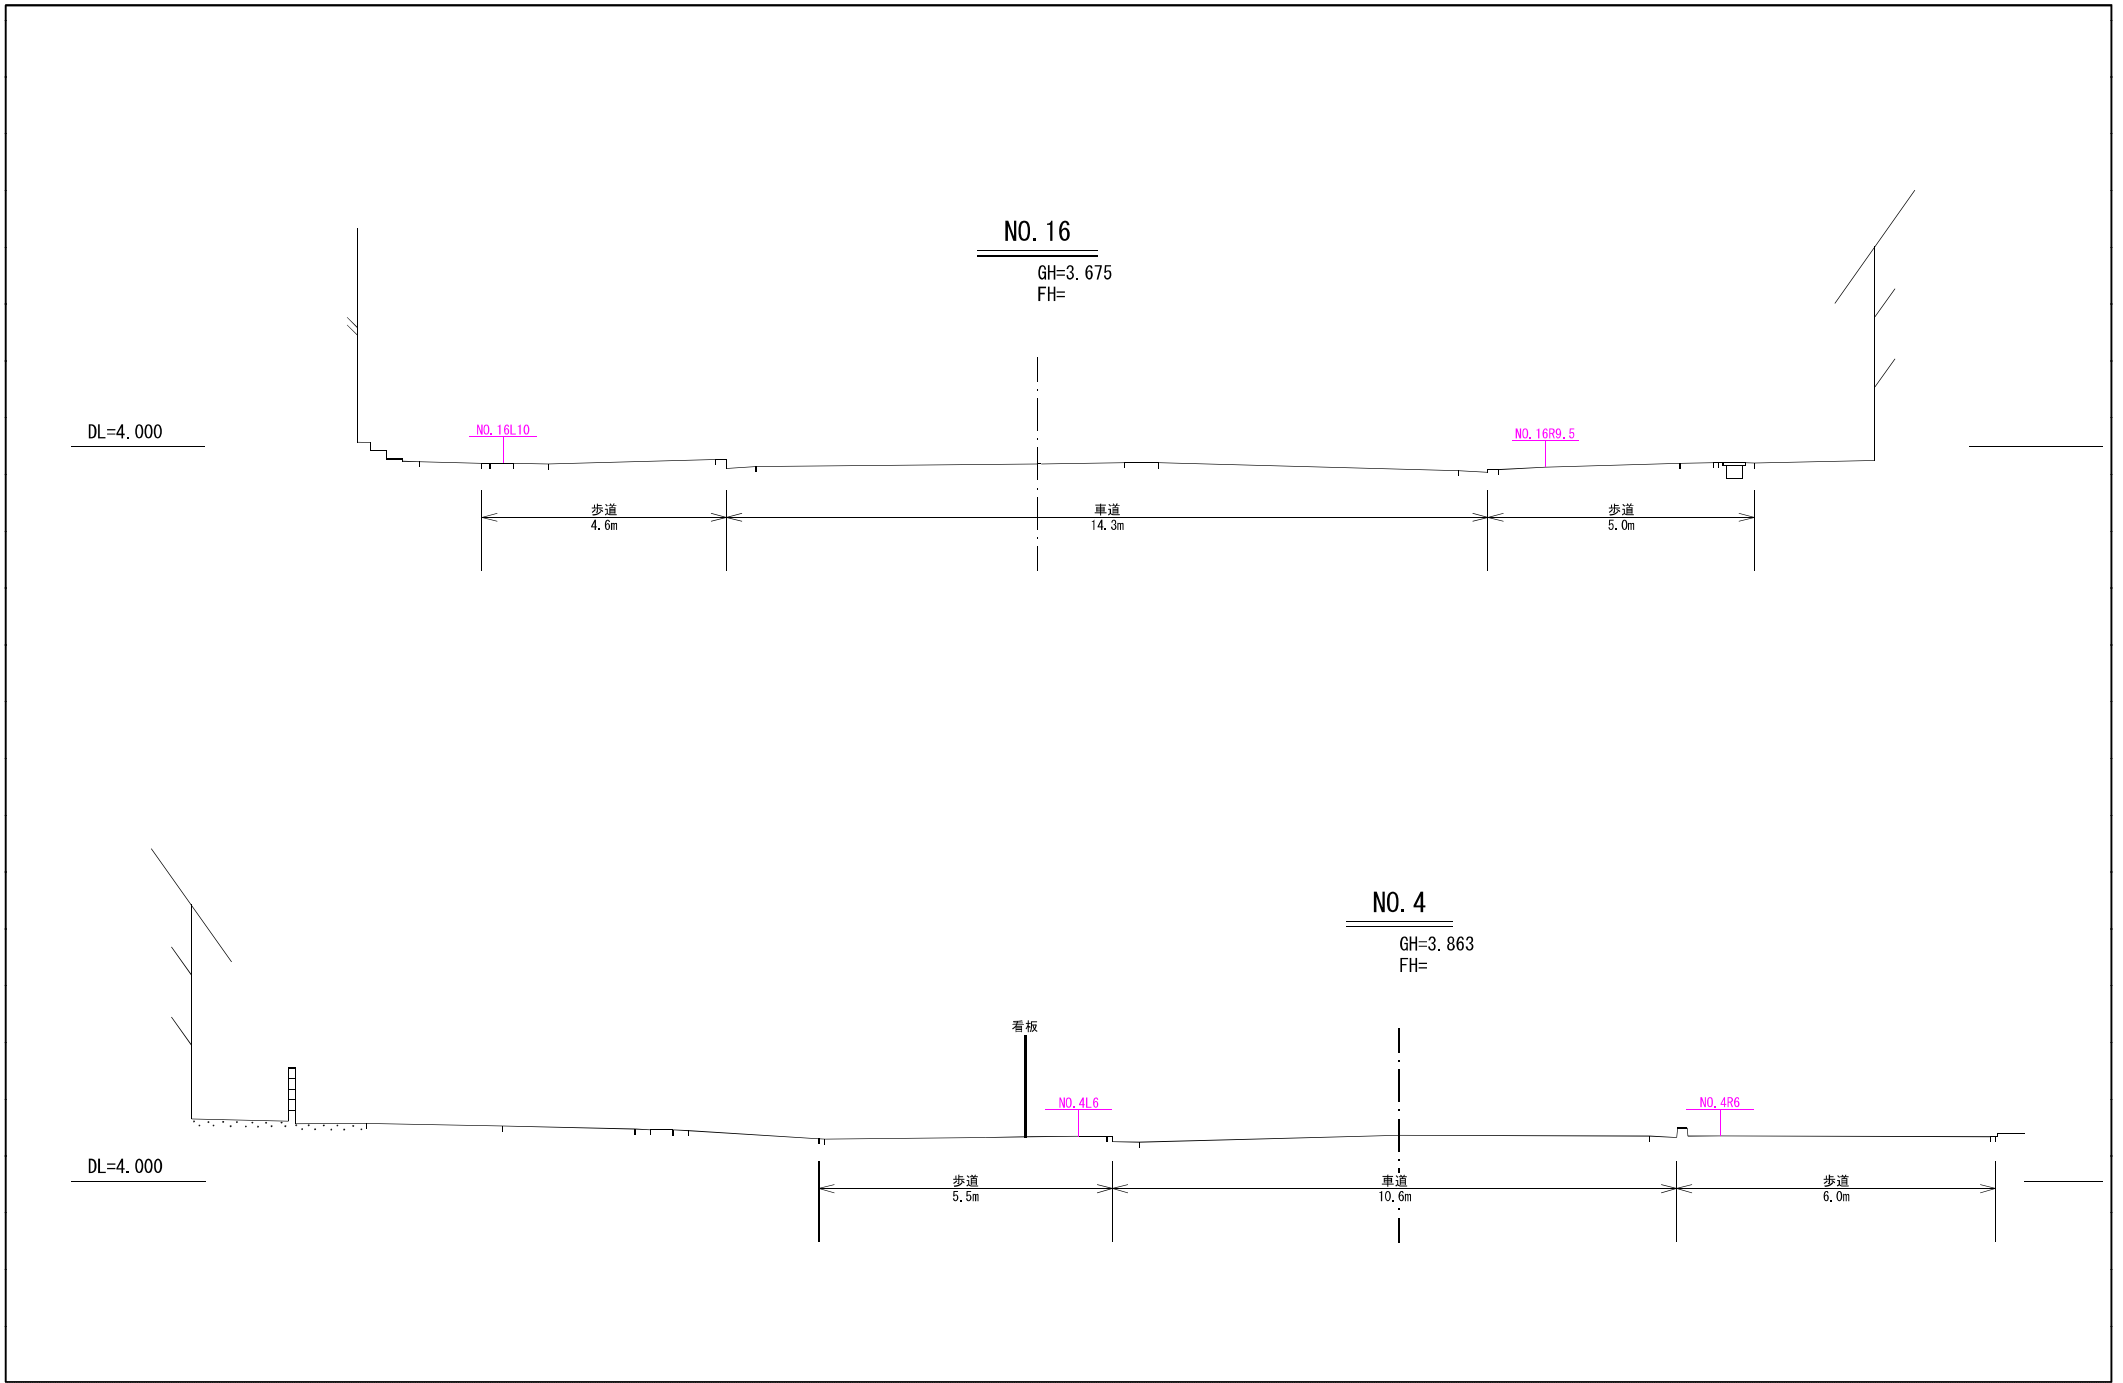 NO. 16
GH=3. 675
FH=
DL=4. 000
NO. 16L10
NO. 16R9. 5
歩道
4. 6m
車道
14. 3m
歩道
5. 0m
NO. 4
GH=3. 863
FH=
看板
NO. 4L6
NO. 4R6
DL=4. 000
歩道
5. 5m
車道
10. 6m
歩道
6. 0m